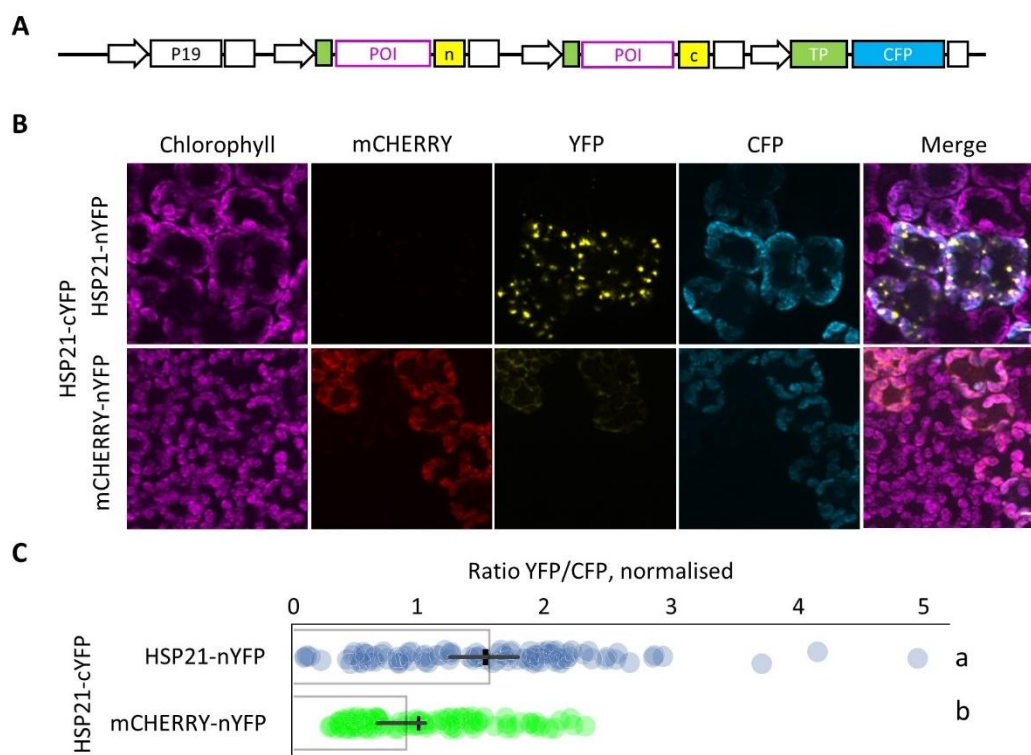 A
P19 POI n POI c TP CFP
B
Chlorophyll mCHERRY YFP CFP Merge
HSP21-cYFP
HSP21-nYFP
mCHERRY-nYFP
C
Ratio YFP/CFP, normalised
0 1 2 3 4 5
HSP21-cYFP
HSP21-nYFP a
mCHERRY-nYFP b